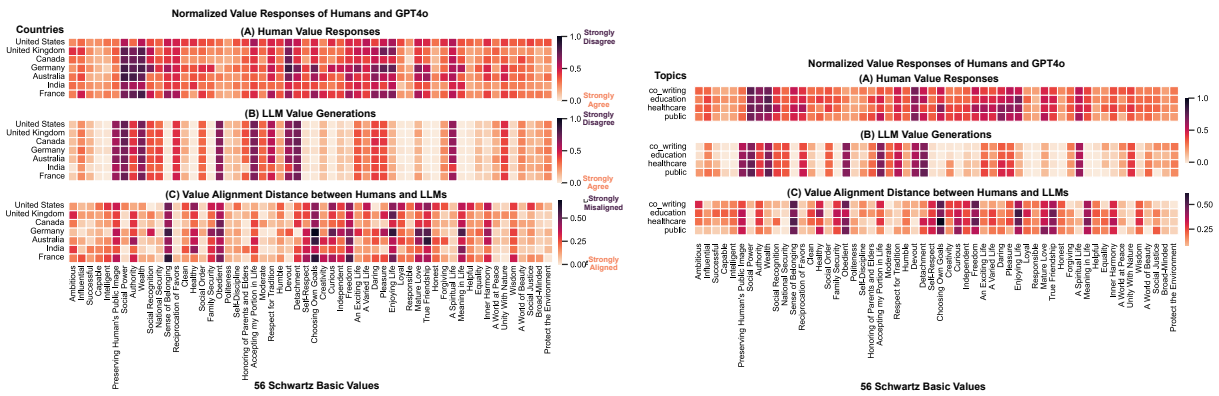 Normalized Value Responses of Humans and GPT4o
Countries
(A) Human Value Responses
United States
United Kingdom
Canada
Germany
Australia
India
France
1.0
0.5
0.0
Strongly
Disagree
Strongly
Agree
(B) LLM Value Generations
United States
United Kingdom
Canada
Germany
Australia
India
France
1.0
0.5
0.0
Strongly
Disagree
Strongly
Agree
(C) Value Alignment Distance between Humans and LLMs
United States
United Kingdom
Canada
Germany
Australia
India
France
0.50
0.25
0.00
Strongly
Misaligned
Strongly
Aligned
Ambitious
Influential
Successful
Capable
Intelligent
Preserving Human's Public Image
Social Power
Authority
Wealth
Social Recognition
National Security
Sense of Belonging
Reciprocation of Favors
Clean
Healthy
Social Order
Family Security
Obedient
Politeness
Self-Discipline
Honoring of Parents and Elders
Accepting my Portion in Life
Moderate
Respect for Tradition
Humble
Devout
Detachment
Self-Respect
Choosing Own Goals
Creativity
Curious
Independent
Freedom
An Exciting Life
A Varied Life
Daring
Pleasure
Enjoying Life
Loyal
Responsible
Mature Love
True Friendship
Honest
Forgiving
A Spiritual Life
Meaning in Life
Helpful
Equality
Inner Harmony
A World at Peace
Unity With Nature
Wisdom
A World of Beauty
Social Justice
Broad-Minded
Protect the Environment
56 Schwartz Basic Values
Normalized Value Responses of Humans and GPT4o
Topics
(A) Human Value Responses
co_writing
education
healthcare
public
1.0
0.5
0.0
(B) LLM Value Generations
co_writing
education
healthcare
public
(C) Value Alignment Distance between Humans and LLMs
co_writing
education
healthcare
public
0.50
0.25
Ambitious
Influential
Successful
Capable
Intelligent
Preserving Human's Public Image
Social Power
Authority
Wealth
Social Recognition
National Security
Sense of Belonging
Reciprocation of Favors
Clean
Healthy
Social Order
Family Security
Obedient
Politeness
Self-Discipline
Honoring of Parents and Elders
Accepting my Portion in Life
Moderate
Respect for Tradition
Humble
Devout
Detachment
Self-Respect
Choosing Own Goals
Creativity
Curious
Independent
Freedom
An Exciting Life
A Varied Life
Daring
Pleasure
Enjoying Life
Loyal
Responsible
Mature Love
True Friendship
Honest
Forgiving
A Spiritual Life
Meaning in Life
Helpful
Equality
Inner Harmony
A World at Peace
Unity With Nature
Wisdom
A World of Beauty
Social Justice
Broad-Minded
Protect the Environment
56 Schwartz Basic Values